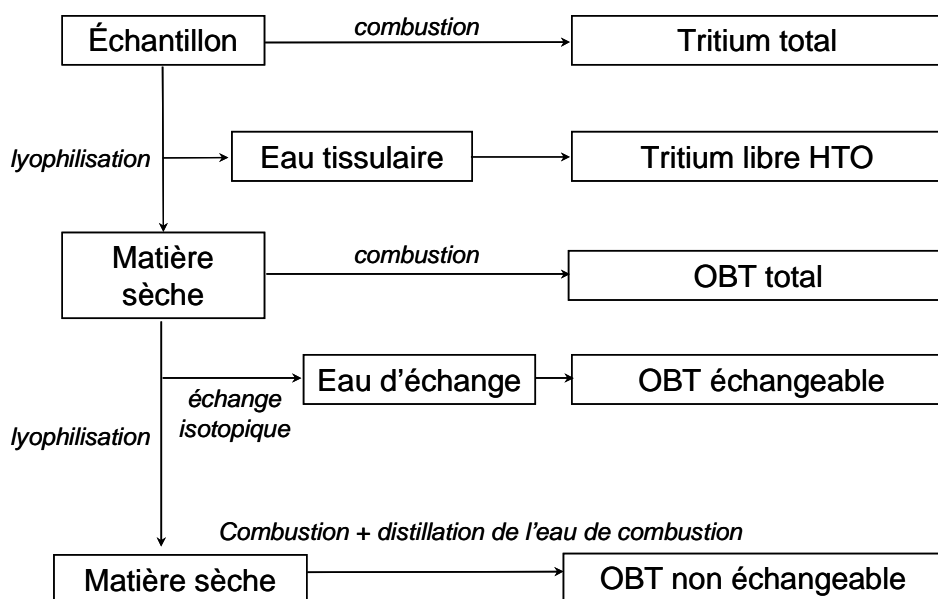 Échantillon
combustion
Tritium total
lyophilisation
Eau tissulaire
Tritium libre HTO
Matière
sèche
combustion
OBT total
Eau d'échange
OBT échangeable
échange
isotopique
lyophilisation
Combustion + distillation de l'eau de combustion
Matière sèche
OBT non échangeable